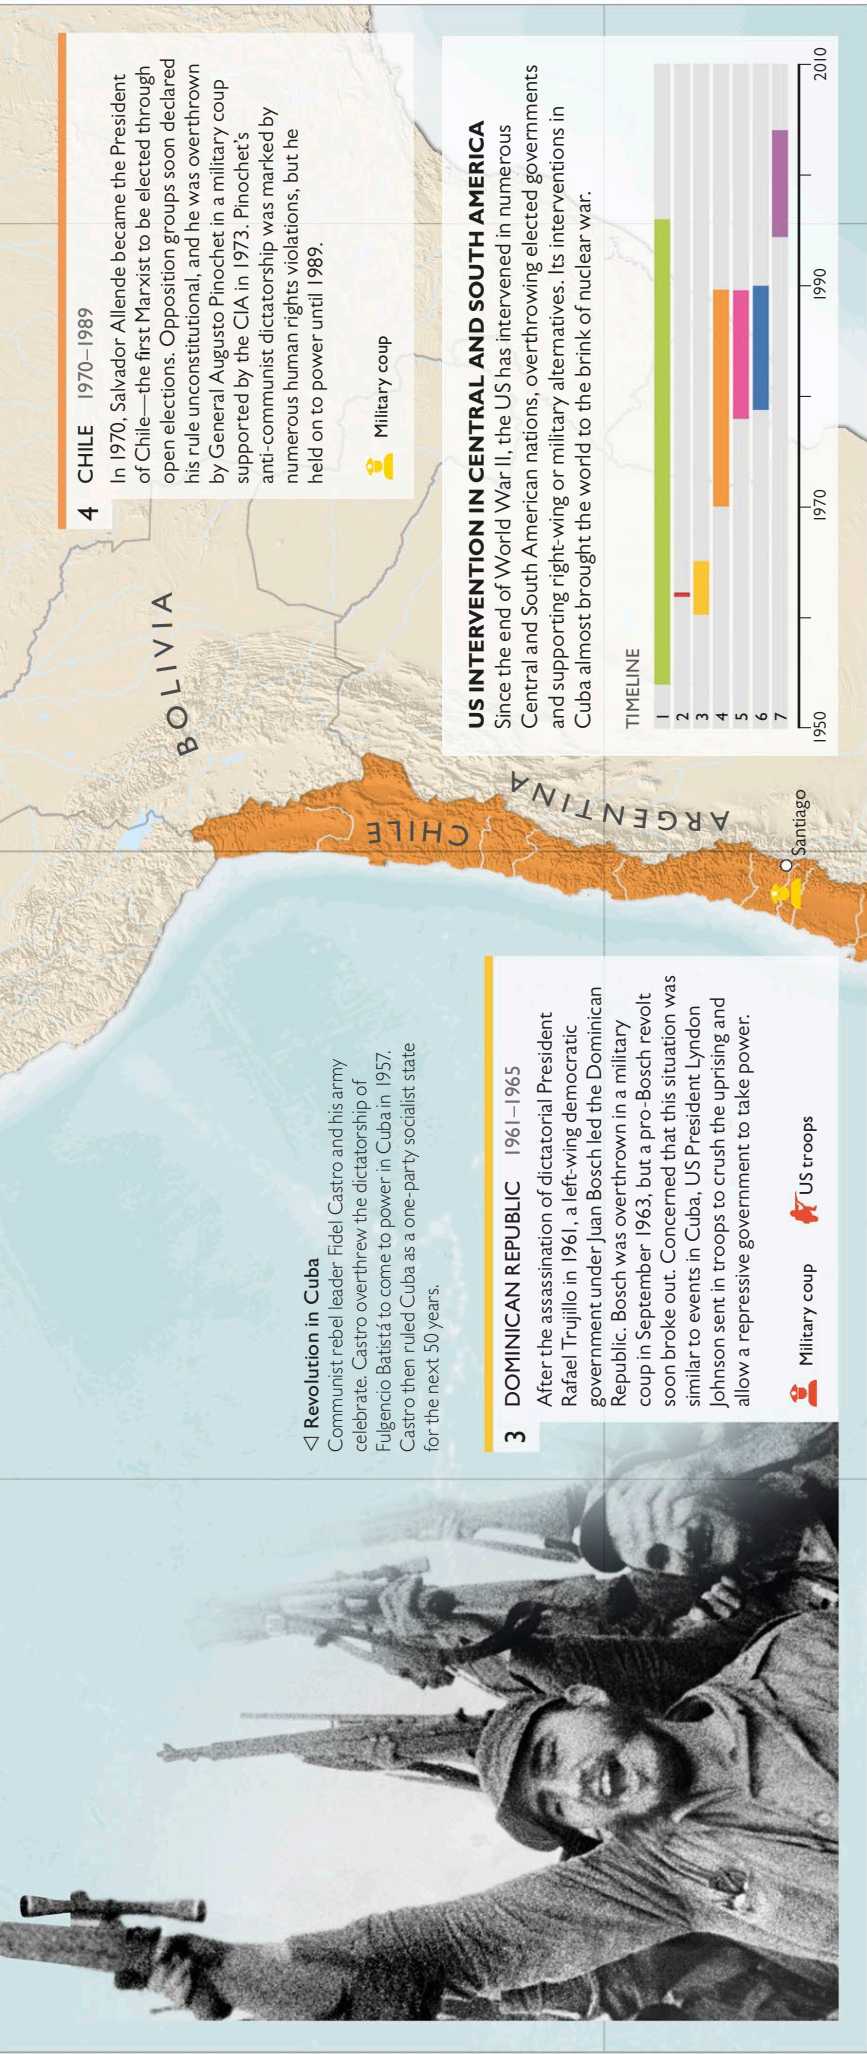 ◁ Revolution in Cuba
Communist rebel leader Fidel Castro and his army
celebrate. Castro overthrew the dictatorship of
Fulgencio Batistá to come to power in Cuba in 1957.
Castro then ruled Cuba as a one-party socialist state
for the next 50 years.
3 DOMINICAN REPUBLIC 1961–1965
After the assassination of dictatorial President
Rafael Trujillo in 1961, a left-wing democratic
government under Juan Bosch led the Dominican
Republic. Bosch was overthrown in a military
coup in September 1963, but a pro-Bosch revolt
soon broke out. Concerned that this situation was
similar to events in Cuba, US President Lyndon
Johnson sent in troops to crush the uprising and
allow a repressive government to take power.
Military coup
US troops
BOLIVIA
CHILE
ARGENTINA
Santiago
4 CHILE 1970–1989
In 1970, Salvador Allende became the President
of Chile—the first Marxist to be elected through
open elections. Opposition groups soon declared
his rule unconstitutional, and he was overthrown
by General Augusto Pinochet in a military coup
supported by the CIA in 1973. Pinochet's
anti-communist dictatorship was marked by
numerous human rights violations, but he
held on to power until 1989.
Military coup
US INTERVENTION IN CENTRAL AND SOUTH AMERICA
Since the end of World War II, the US has intervened in numerous
Central and South American nations, overthrowing elected governments
and supporting right-wing or military alternatives. Its interventions in
Cuba almost brought the world to the brink of nuclear war.
TIMELINE
1
2
3
4
5
6
7
1950 1970 1990 2010